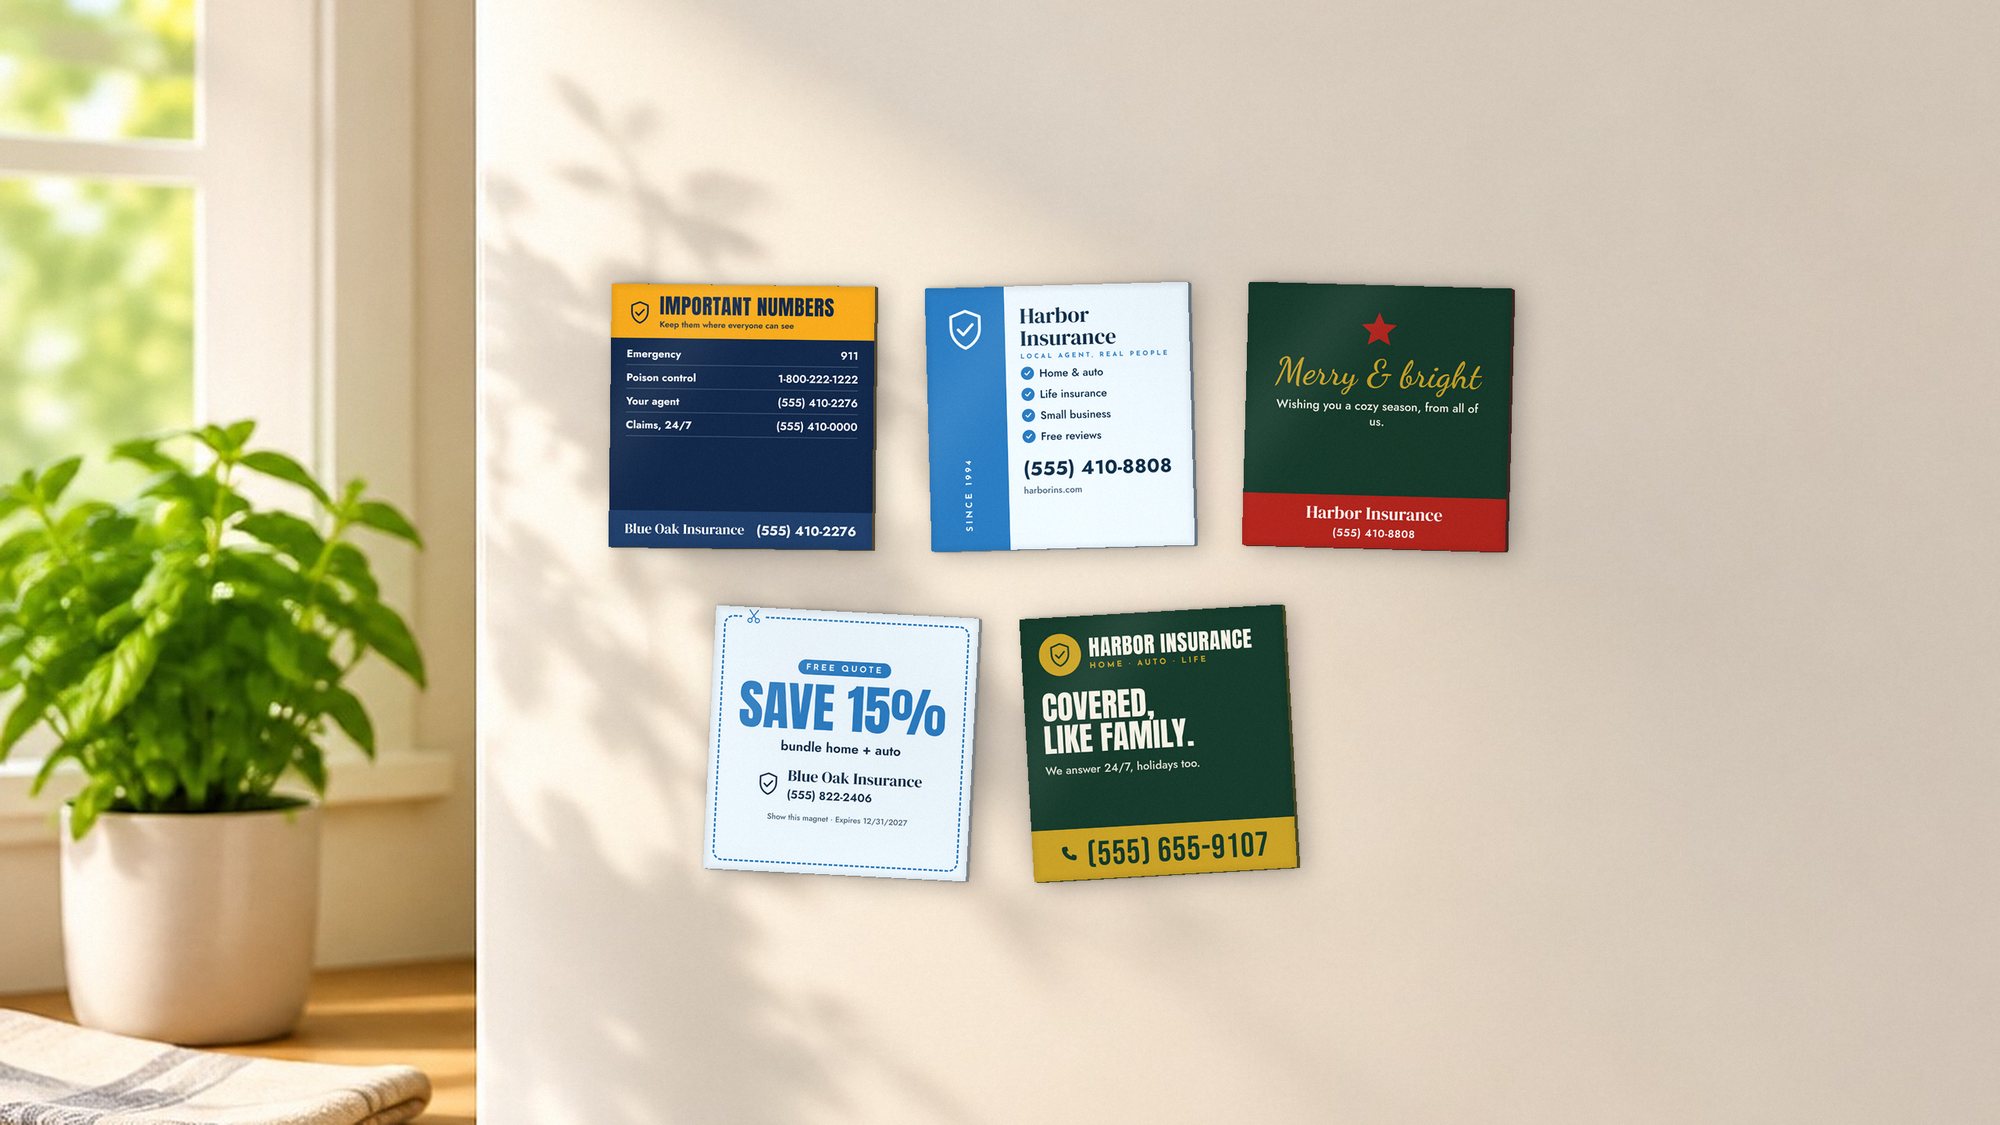 IMPORTANT NUMBERS
Keep them where everyone can see
Emergency 911
Poison control 1-800-222-1222
Your agent (555) 410-2276
Claims, 24/7 (555) 410-0000
Blue Oak Insurance (555) 410-2276
SINCE 1994
Harbor
Insurance
LOCAL AGENT, REAL PEOPLE
Home & auto
Life insurance
Small business
Free reviews
(555) 410-8808
harborins.com
Merry & bright
Wishing you a cozy season, from all of
us.
Harbor Insurance
(555) 410-8808
FREE QUOTE
SAVE 15%
bundle home + auto
Blue Oak Insurance
(555) 822-2406
Show this magnet · Expires 12/31/2027
HARBOR INSURANCE
HOME · AUTO · LIFE
COVERED,
LIKE FAMILY.
We answer 24/7, holidays too.
(555) 655-9107